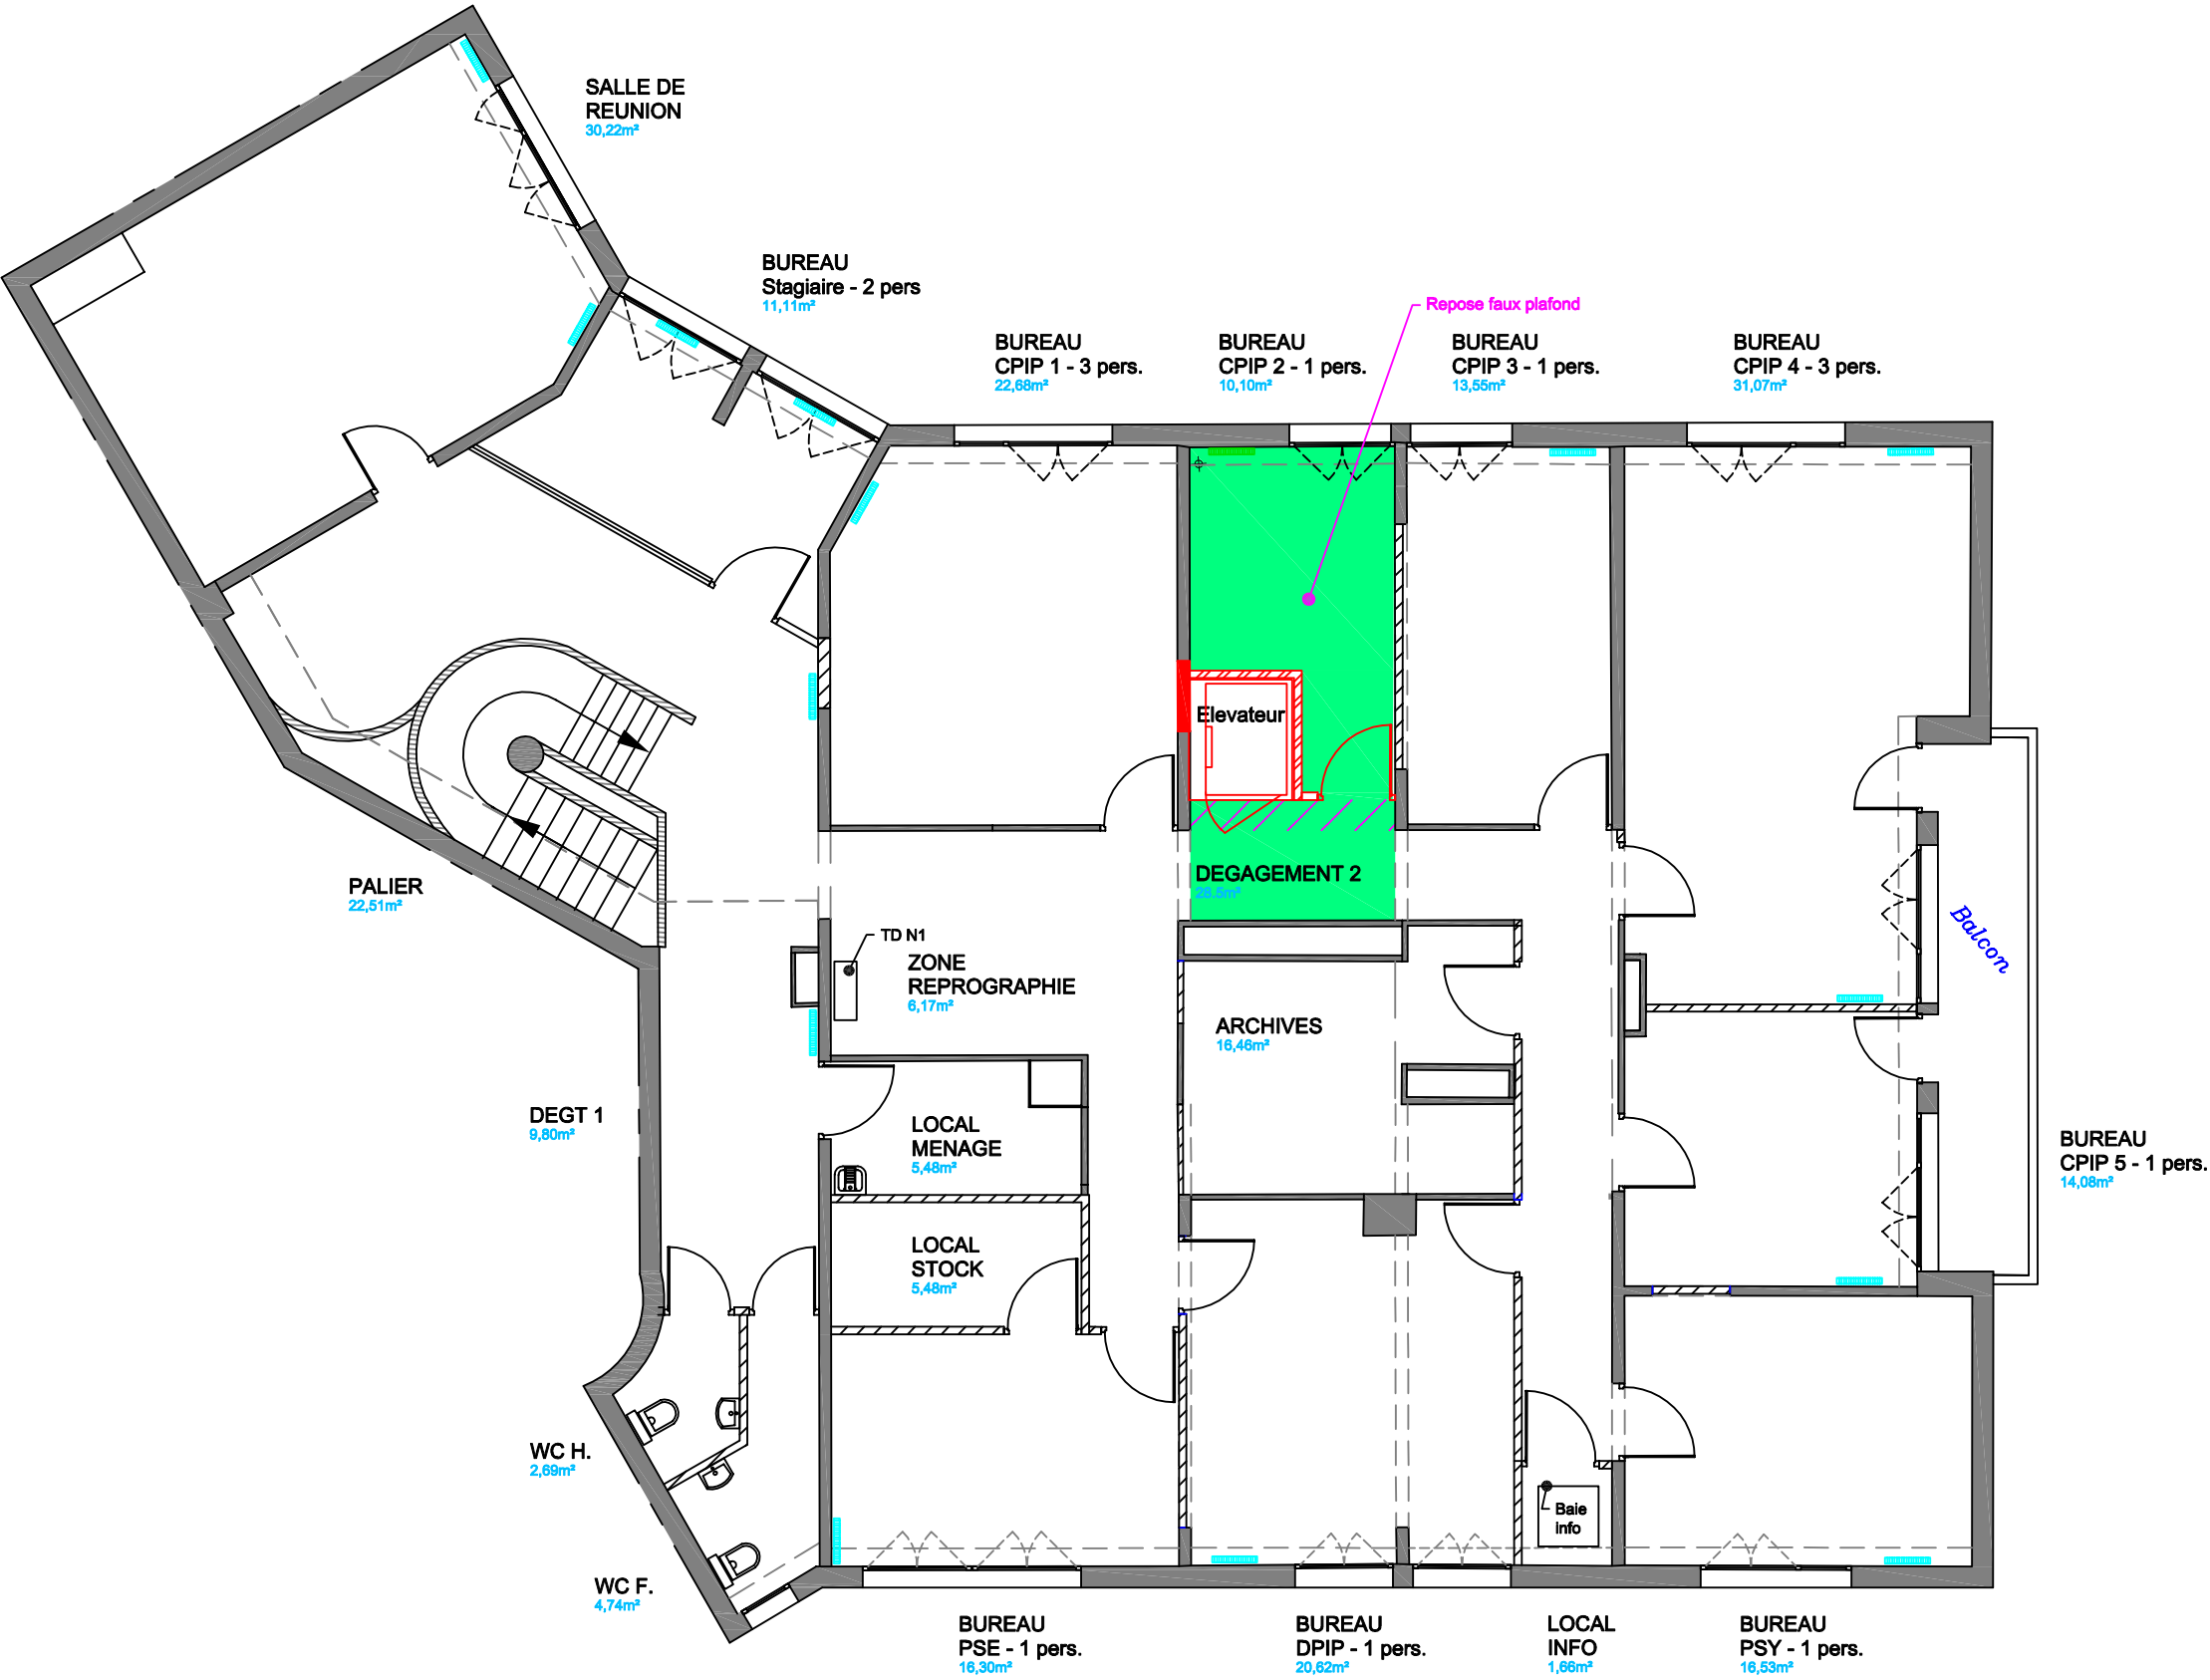 SALLE DE
REUNION
30,22m²
BUREAU
Stagiaire - 2 pers
11,11m²
Repose faux plafond
BUREAU
CPIP 1 - 3 pers.
22,68m²
BUREAU
CPIP 2 - 1 pers.
10,10m²
BUREAU
CPIP 3 - 1 pers.
13,55m²
BUREAU
CPIP 4 - 3 pers.
31,07m²
Elevateur
DEGAGEMENT 2
28.5m²
PALIER
22,51m²
TD N1
ZONE
REPROGRAPHIE
6,17m²
Balcon
ARCHIVES
16,46m²
DEGT 1
9,80m²
LOCAL
MENAGE
5,48m²
BUREAU
CPIP 5 - 1 pers.
14,08m²
LOCAL
STOCK
5,48m²
WC H.
2,69m²
Baie
info
WC F.
4,74m²
BUREAU
PSE - 1 pers.
16,30m²
BUREAU
DPIP - 1 pers.
20,62m²
LOCAL
INFO
1,66m²
BUREAU
PSY - 1 pers.
16,53m²